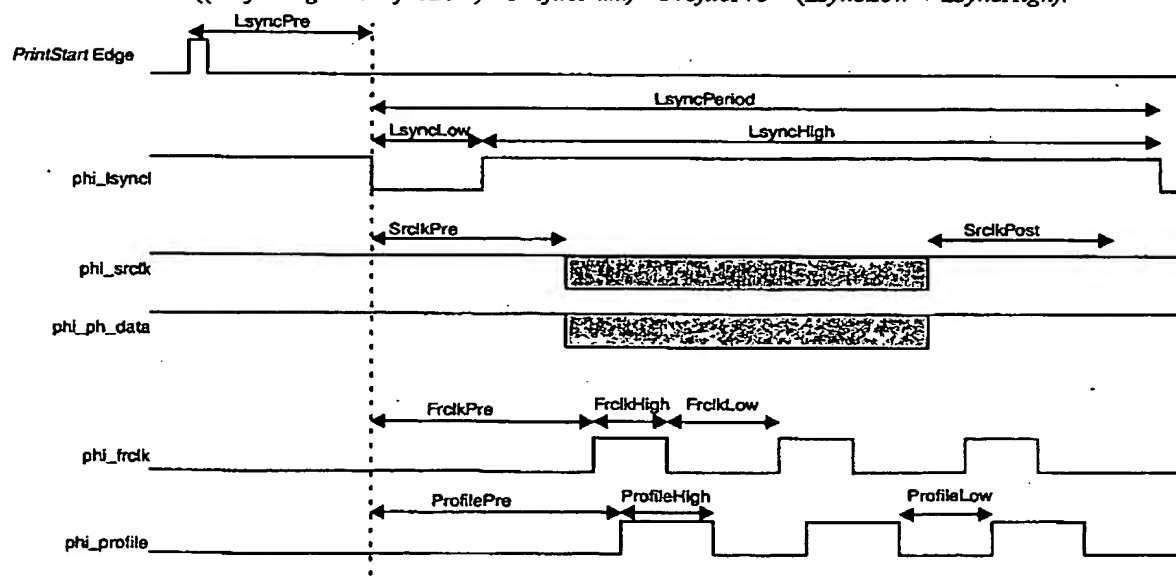 LsyncPre
PrintStart Edge
LsyncPeriod
LsyncLow LsyncHigh
phi_lsyncl
SrclkPre SrclkPost
phi_srclk
phi_ph_data
FrclkPre FrclkHigh FrclkLow
phi_frclk
ProfilePre ProfileHigh ProfileLow
phi_profile